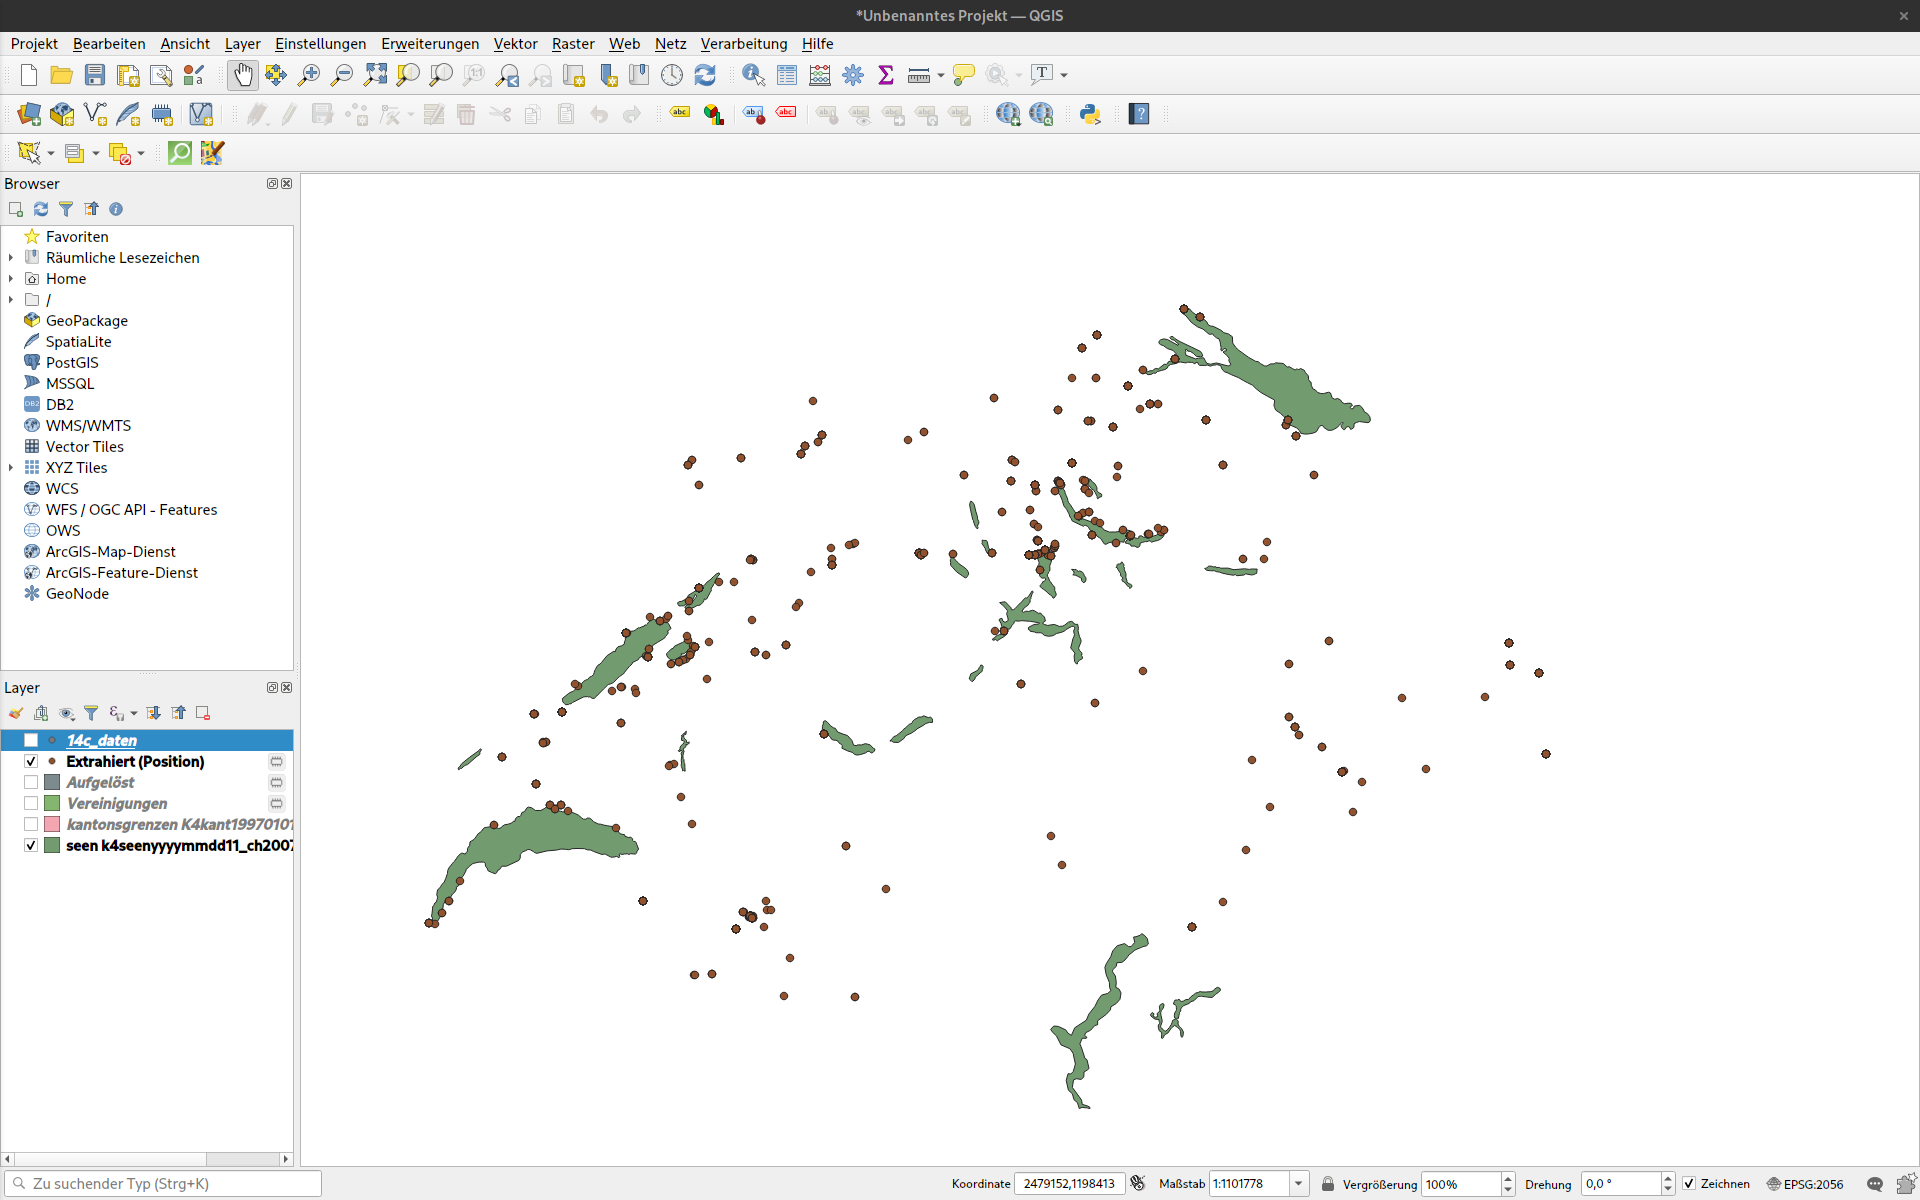 *Unbenanntes Projekt — QGIS
Projekt Bearbeiten Ansicht Layer Einstellungen Erweiterungen Vektor Raster Web Netz Verarbeitung Hilfe
Browser
Favoriten
Räumliche Lesezeichen
Home
/
GeoPackage
SpatiaLite
PostGIS
MSSQL
DB2
WMS/WMTS
Vector Tiles
XYZ Tiles
WCS
WFS / OGC API - Features
OWS
ArcGIS-Map-Dienst
ArcGIS-Feature-Dienst
GeoNode
Layer
14c_daten
Extrahiert (Position)
Aufgelöst
Vereinigungen
kantonsgrenzen K4kant19970101
seen k4seenyyyymmdd11_ch2007
Zu suchender Typ (Strg+K)
Koordinate 2479152,1198413 Maßstab 1:1101778 Vergrößerung 100% Drehung 0,0 ° Zeichnen EPSG:2056